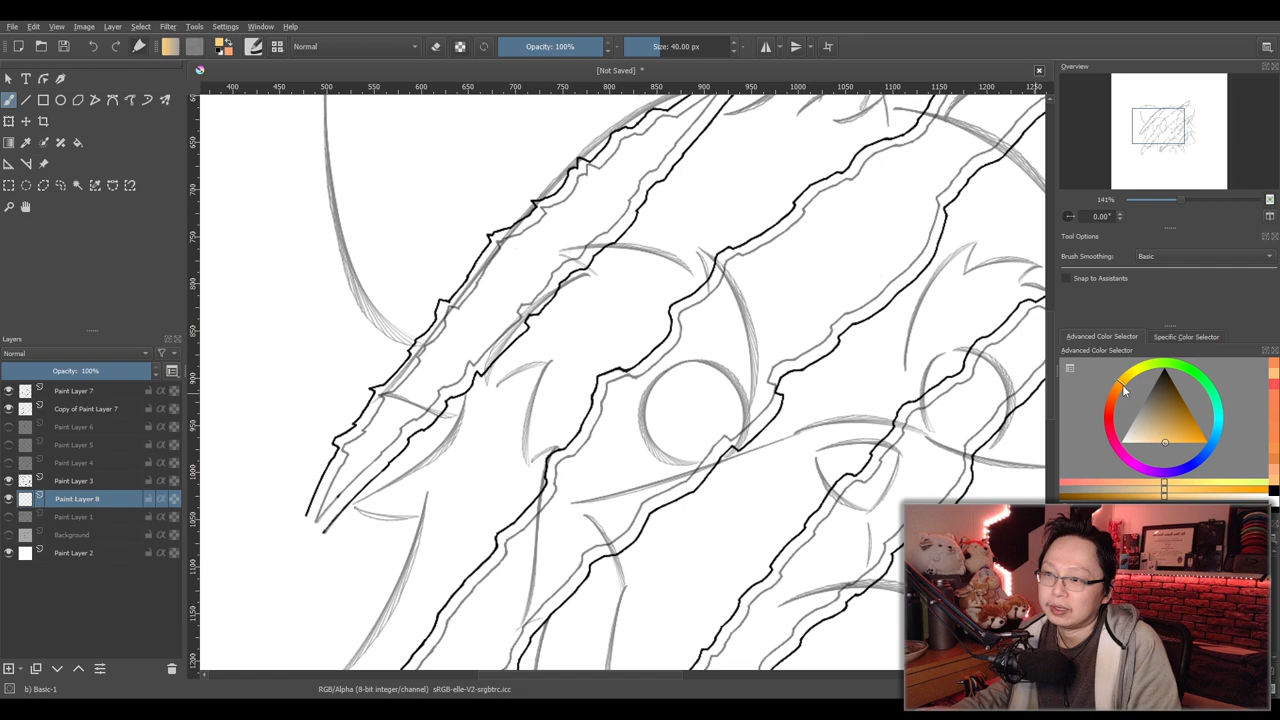 File Edit View Image Layer Select Filter Tools Settings Window Help
Normal Opacity: 100% Size: 40.00 px
[Not Saved] *
Overview
400 450 500 550 600 650 700 750 800 850 900 950 1000 1050 1100 1150 1200 1250
141%
0.00°
Tool Options
Brush Smoothing: Basic
Snap to Assistants
Advanced Color Selector Specific Color Selector
Advanced Color Selector
Layers
Normal
Opacity: 100%
Paint Layer 7
Copy of Paint Layer 7
Paint Layer 6
Paint Layer 5
Paint Layer 4
Paint Layer 3
Paint Layer 8
Paint Layer 1
Background
Paint Layer 2
b) Basic-1 RGB/Alpha (8-bit integer/channel) sRGB-elle-V2-srgbtrc.icc